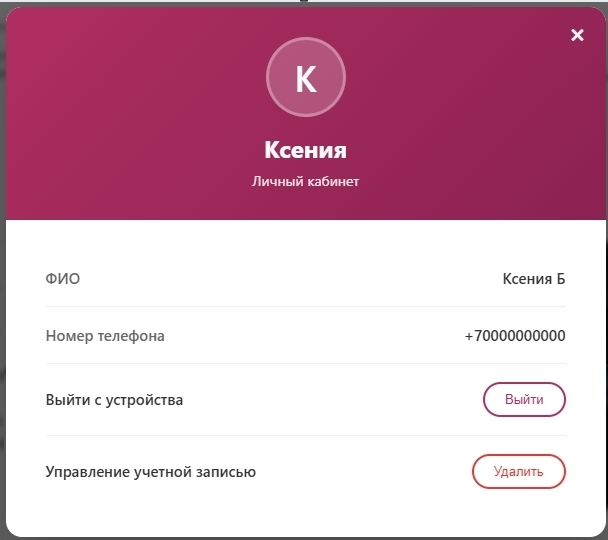 К
Ксения
Личный кабинет
ФИО Ксения Б
Номер телефона +70000000000
Выйти с устройства Выйти
Управление учетной записью Удалить